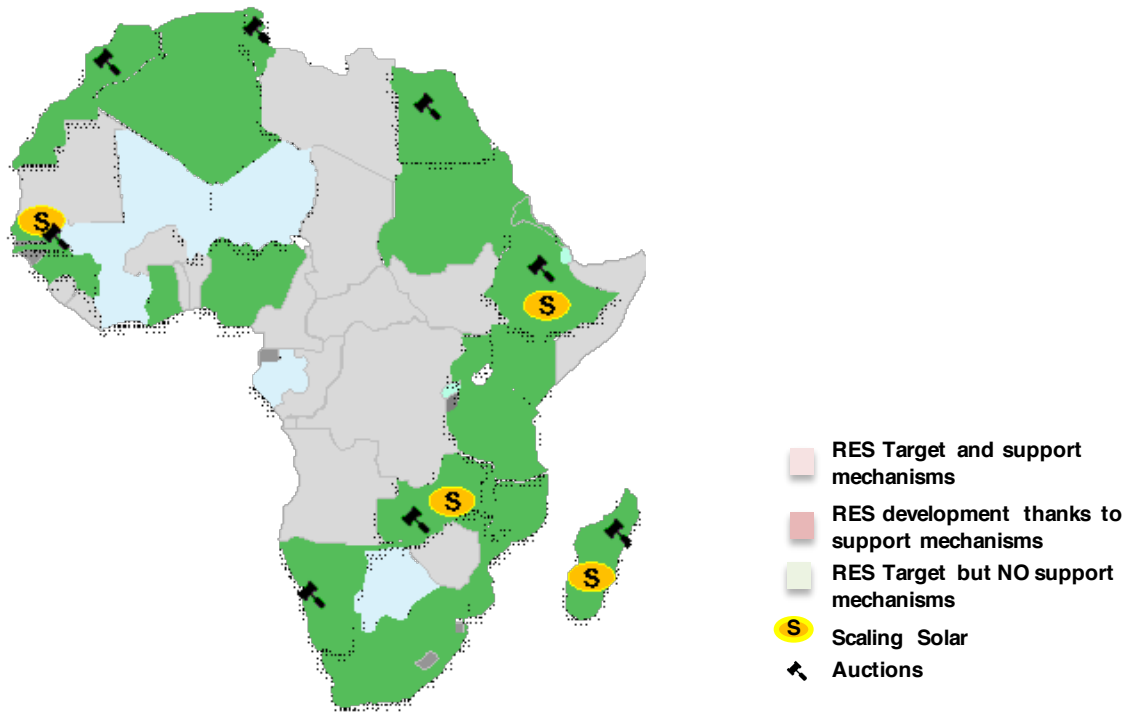 S
S
S
S
RES Target and support
mechanisms
RES development thanks to
support mechanisms
RES Target but NO support
mechanisms
S
Scaling Solar
Auctions